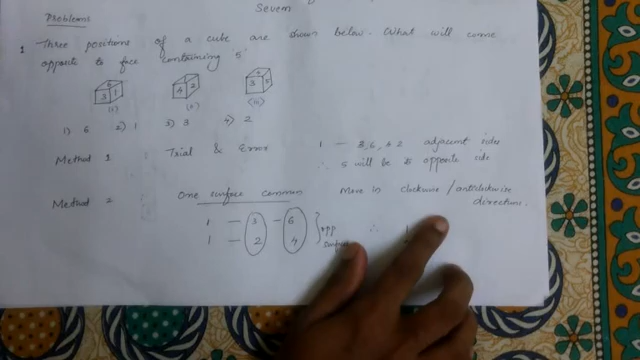 Seven
Problems
1 Three positions of a cube are shown below. What will come
opposite to face containing '5'
3 1
4 2
3 5
(i) (ii) (iii)
1) 6 2) 1 3) 3 4) 2
Method 1 : Trial & Error 1 - 3, 6, 4 2 adjacent sides
∴ 5 will be opposite side
Method 2 One surface common Move in clockwise / anticlockwise
directions.
1 - 3 - 6
1 - 2 4
opp
∴ 1